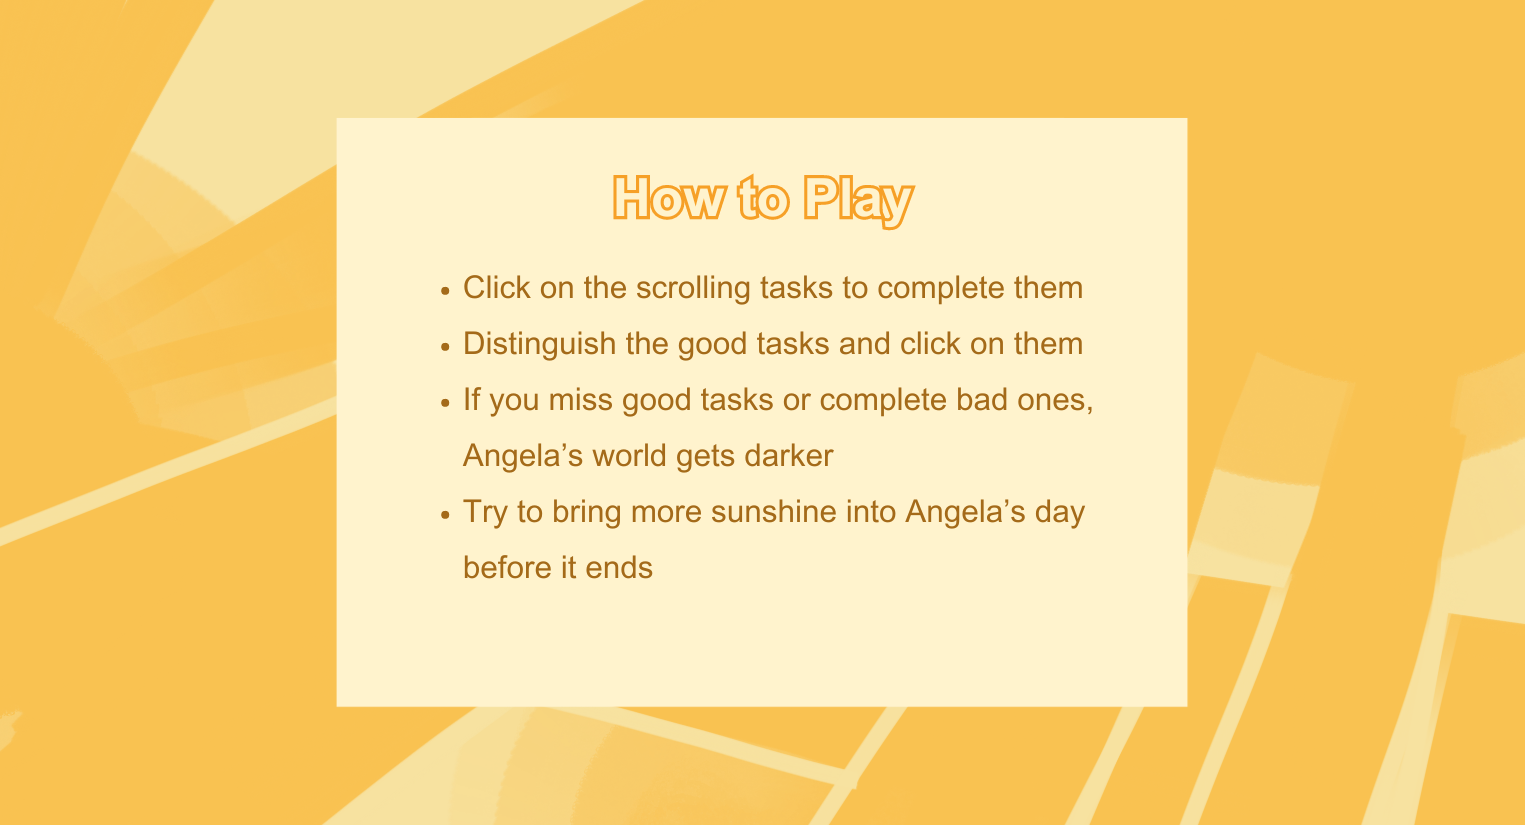 How to Play
• Click on the scrolling tasks to complete them
• Distinguish the good tasks and click on them
• If you miss good tasks or complete bad ones,
Angela’s world gets darker
• Try to bring more sunshine into Angela’s day
before it ends